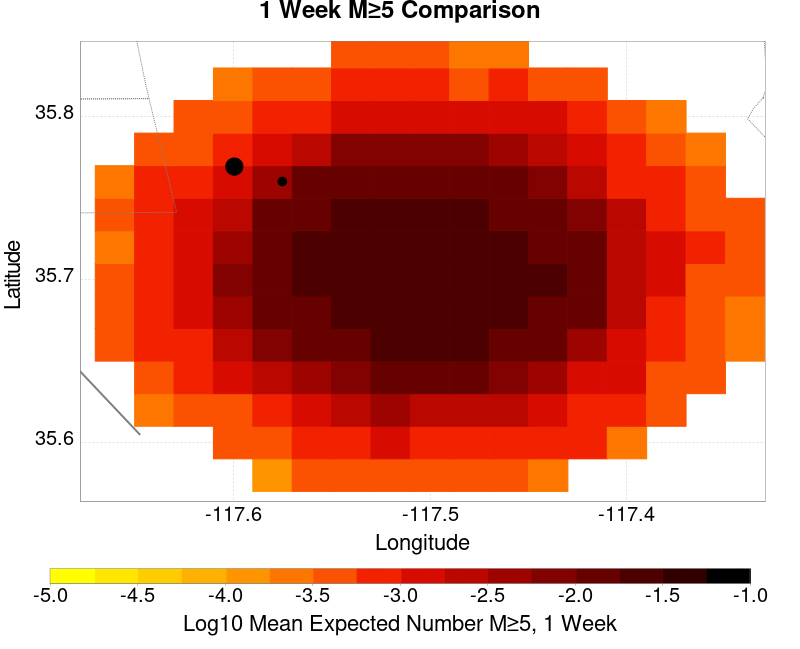 1 Week M≥5 Comparison
35.8
35.7
35.6
Latitude
-117.6 -117.5 -117.4
Longitude
-5.0 -4.5 -4.0 -3.5 -3.0 -2.5 -2.0 -1.5 -1.0
Log10 Mean Expected Number M≥5, 1 Week